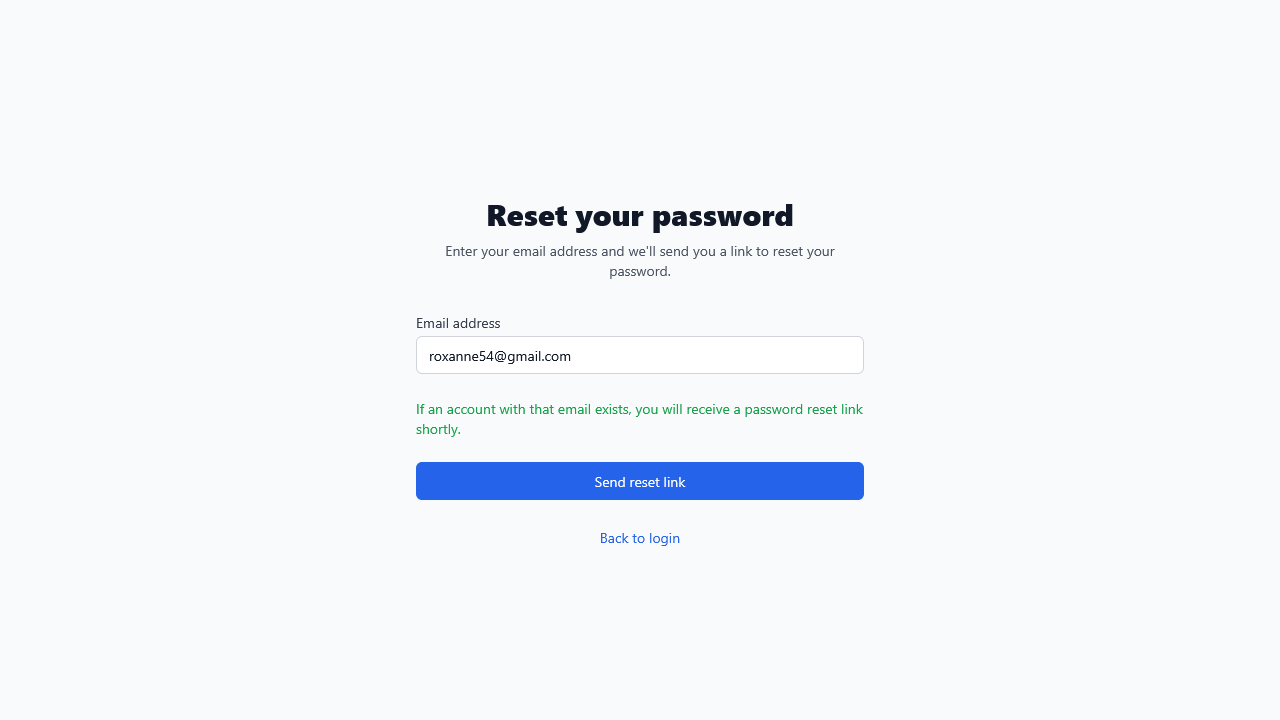 Reset your password
Enter your email address and we'll send you a link to reset your
password.
Email address
roxanne54@gmail.com
If an account with that email exists, you will receive a password reset link
shortly.
Send reset link
Back to login